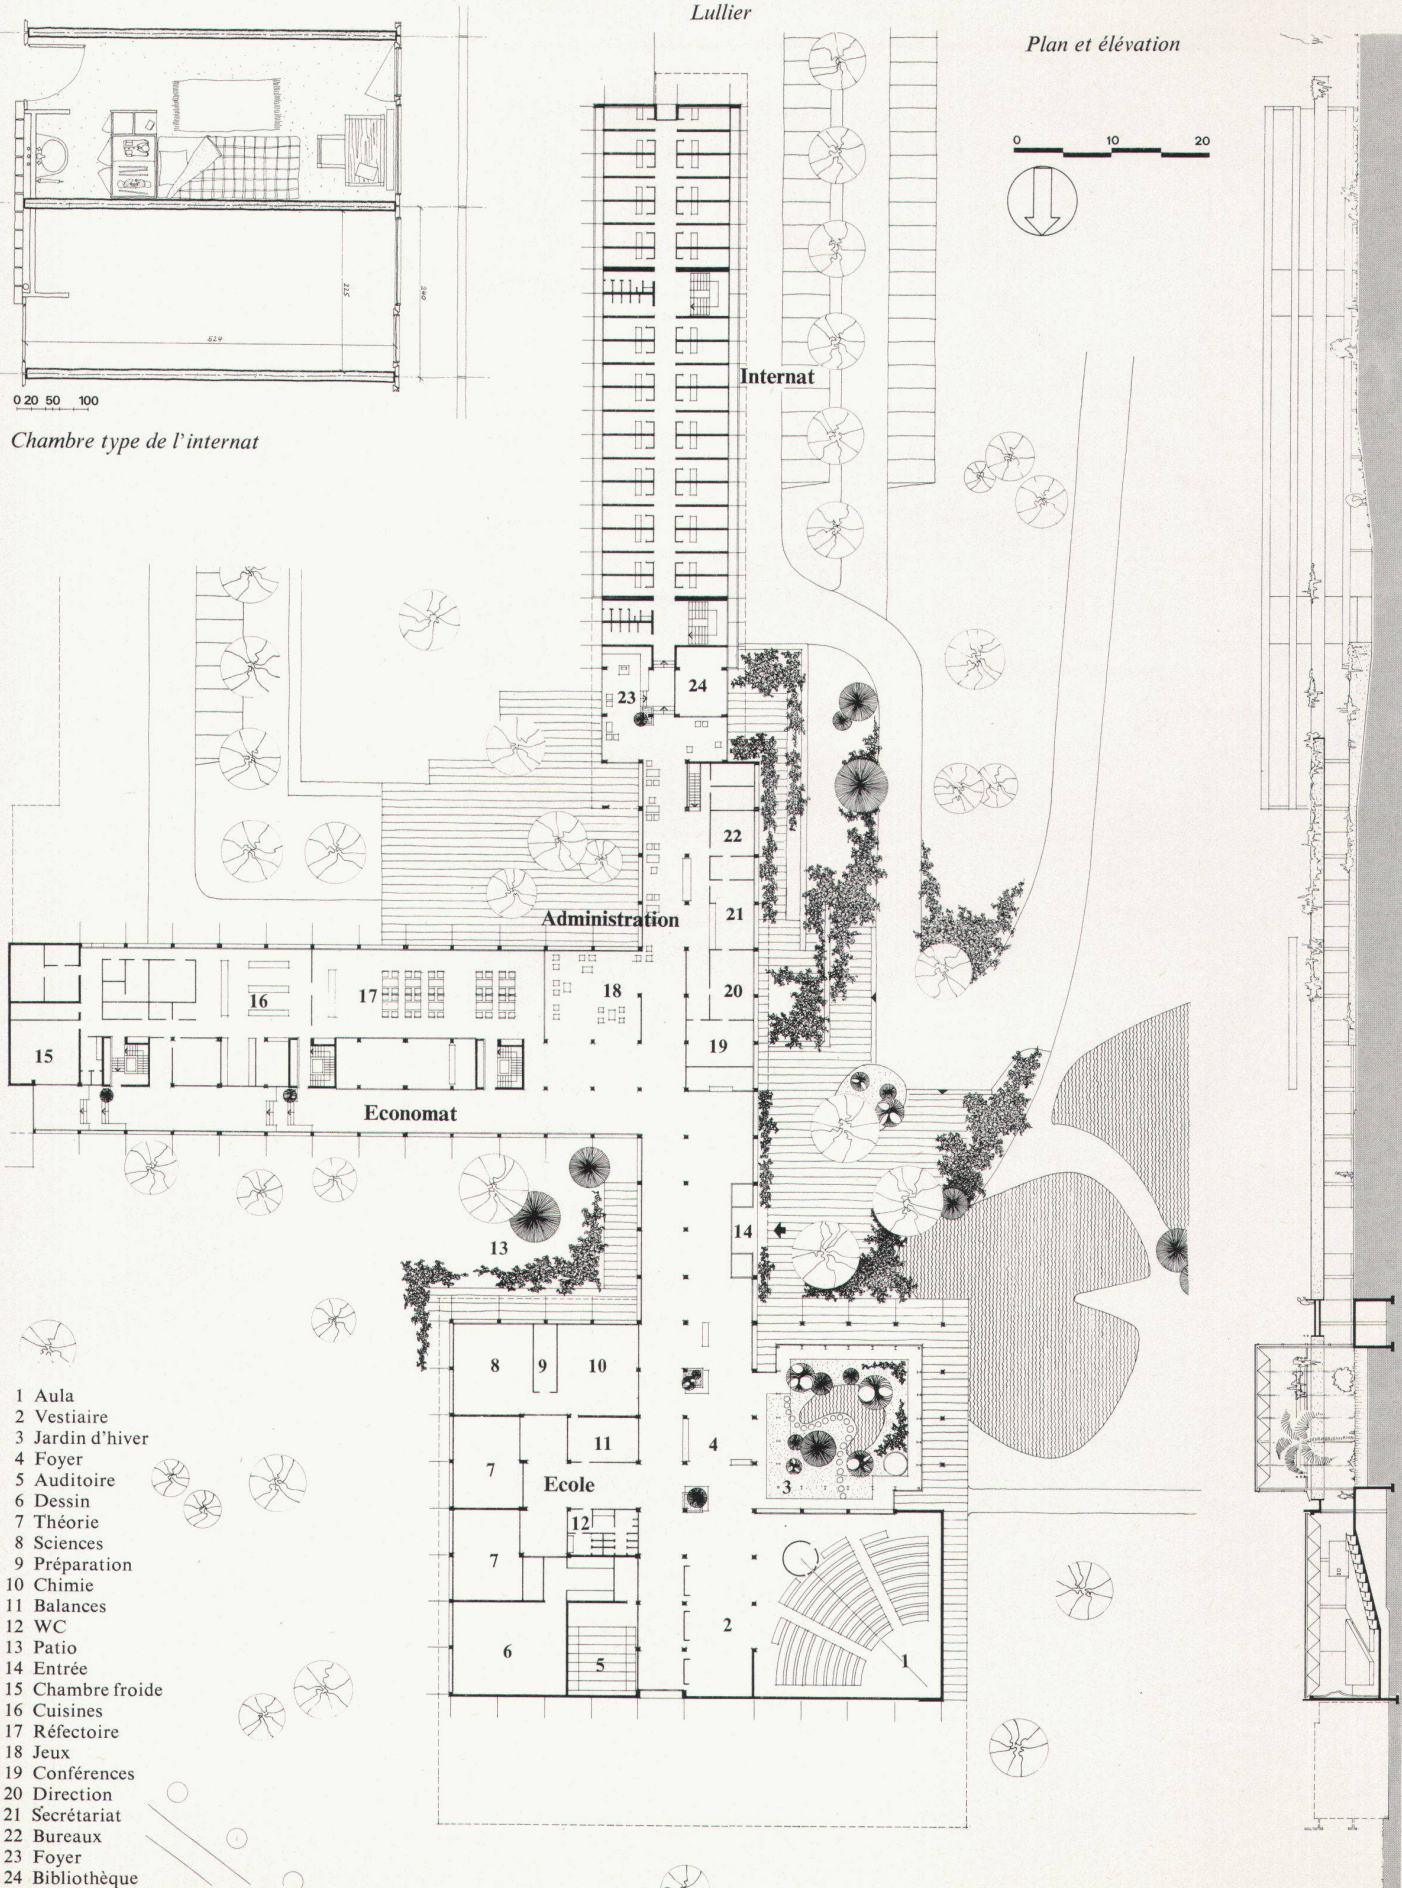 Lullier
Plan et élévation
0 10 20
225
240
524
0 20 50 100
Chambre type de l'internat
Internat
23
24
22
Administration
21
16
17
18
20
15
19
Economat
14
13
8
9
10
11
4
7
Ecole
3
12
7
2
6
5
1
1 Aula
2 Vestiaire
3 Jardin d'hiver
4 Foyer
5 Auditoire
6 Dessin
7 Théorie
8 Sciences
9 Préparation
10 Chimie
11 Balances
12 WC
13 Patio
14 Entrée
15 Chambre froide
16 Cuisines
17 Réfectoire
18 Jeux
19 Conférences
20 Direction
21 Secrétariat
22 Bureaux
23 Foyer
24 Bibliothèque